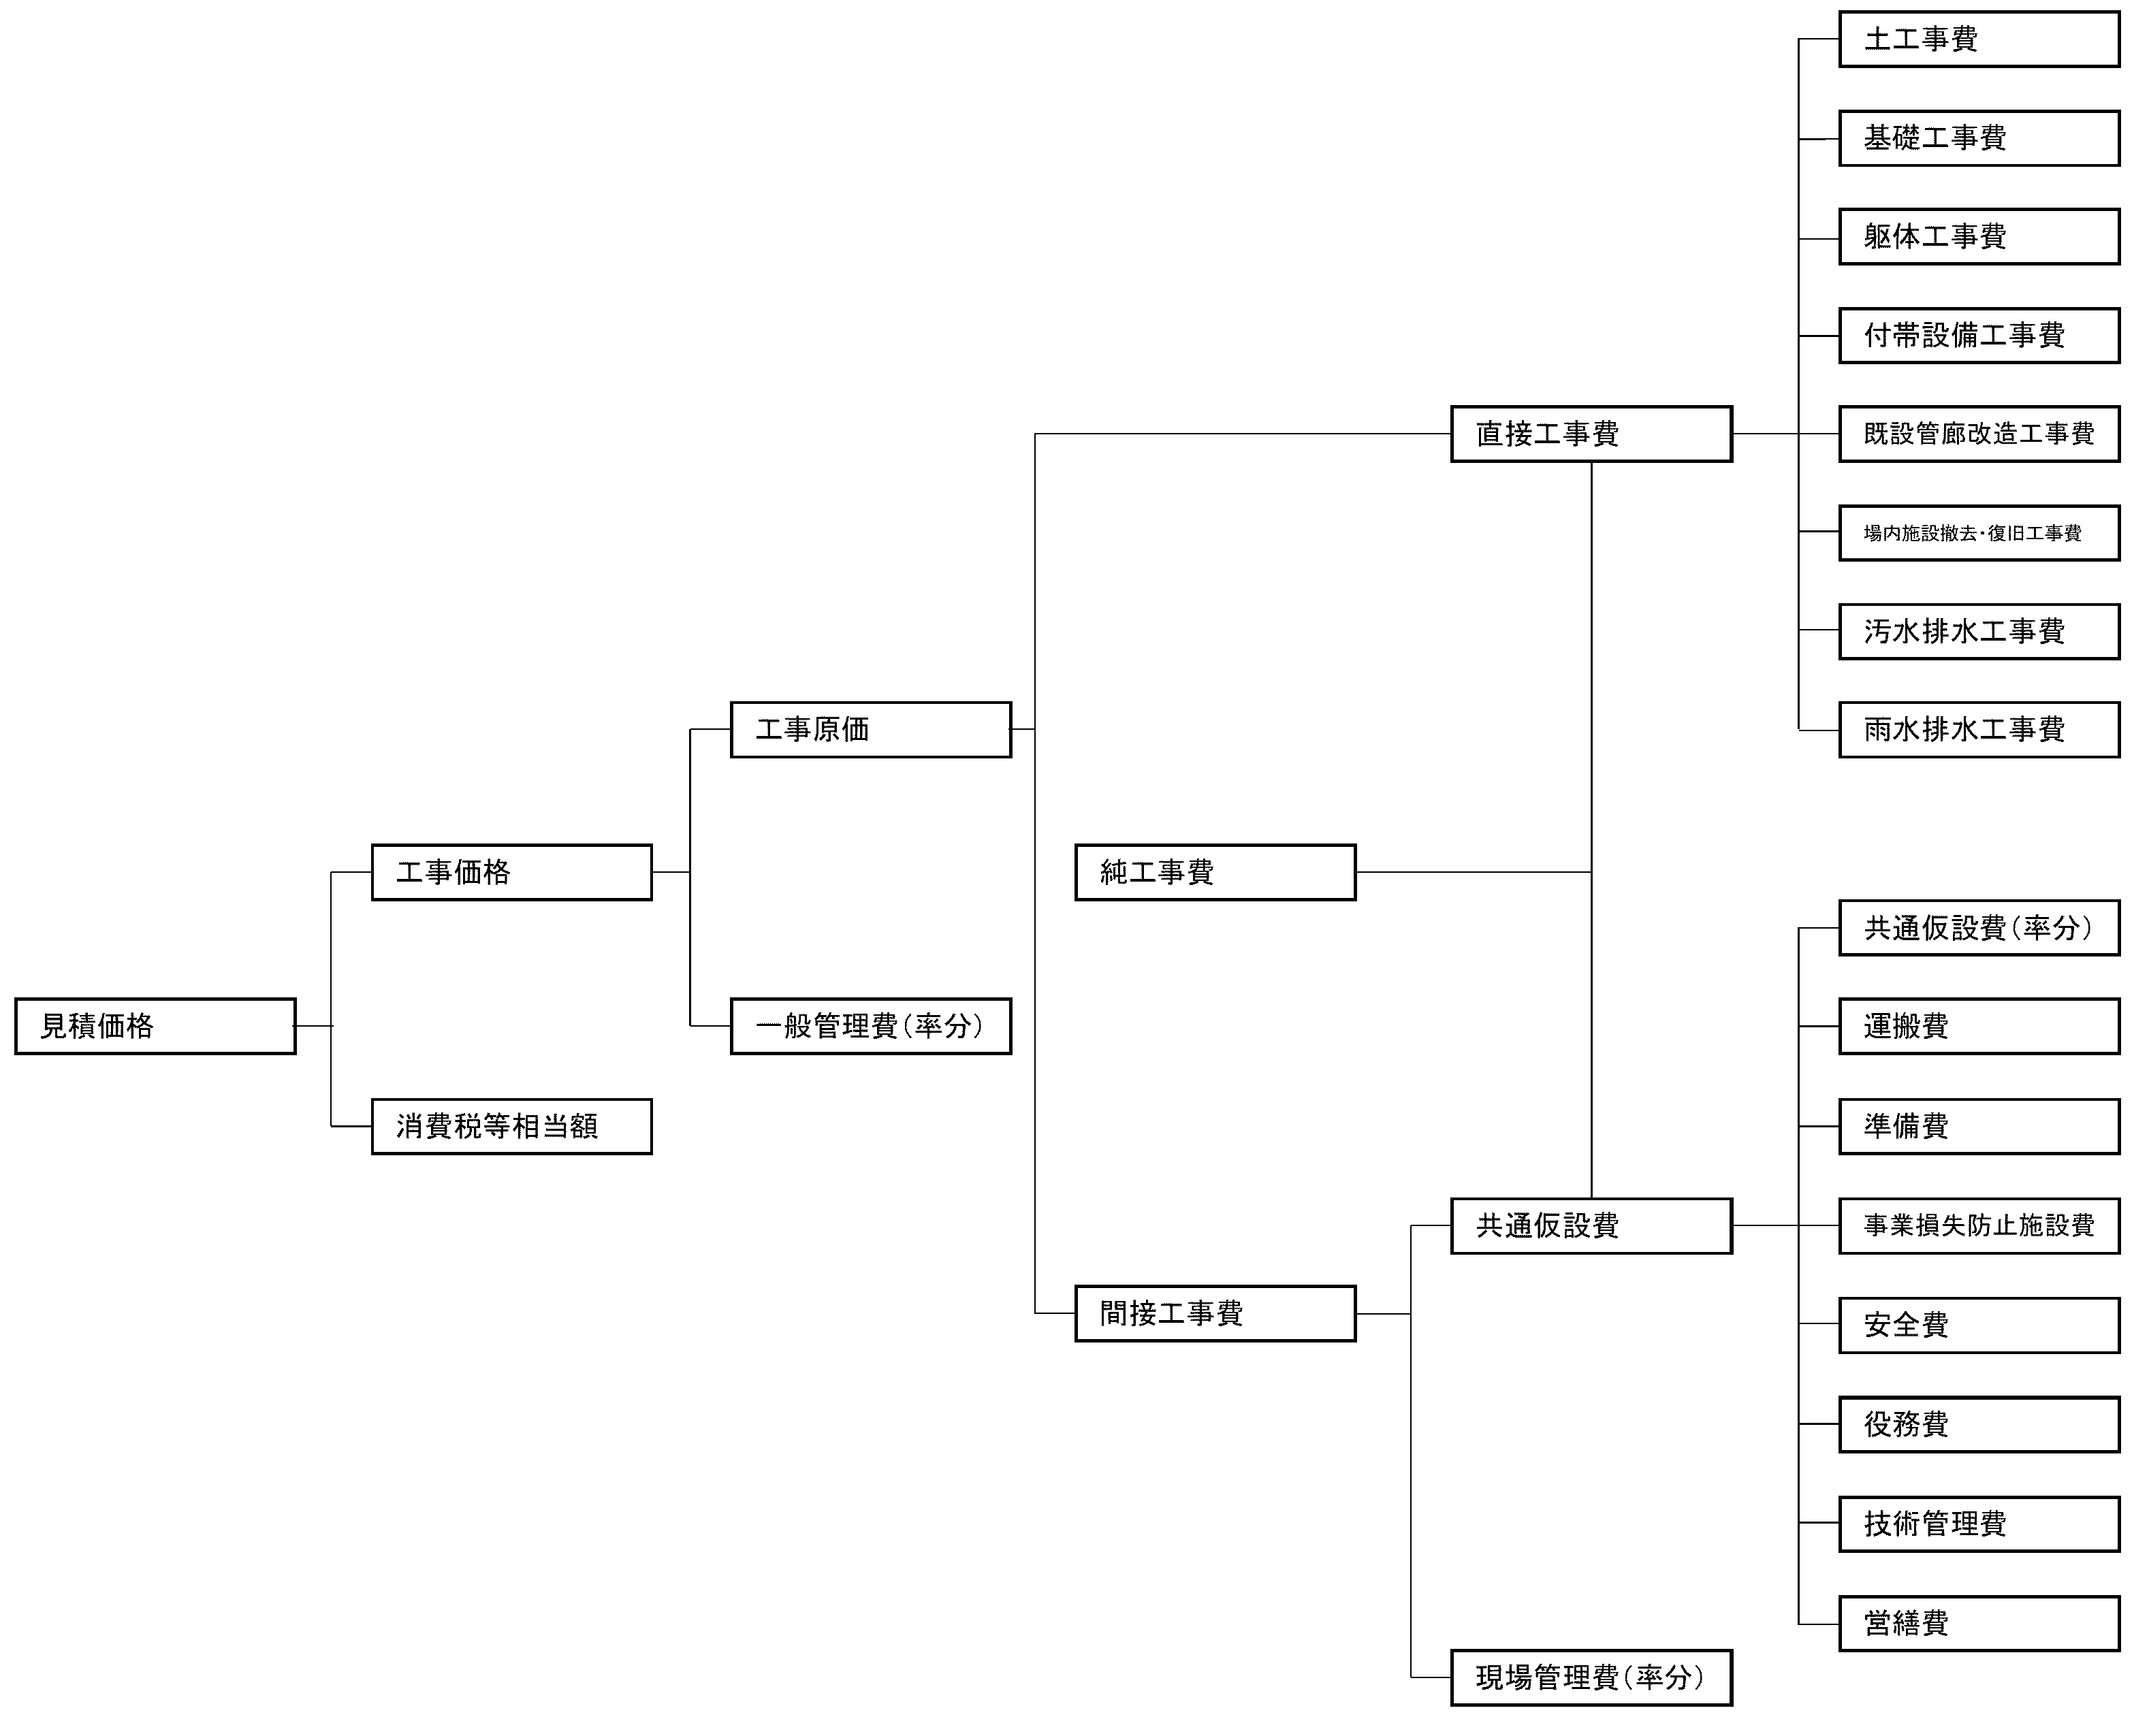 土工事費
基礎工事費
躯体工事費
付帯設備工事費
直接工事費
既設管廊改造工事費
場内施設撤去・復旧工事費
汚水排水工事費
工事原価
雨水排水工事費
工事価格
純工事費
共通仮設費(率分)
見積価格
一般管理費(率分)
運搬費
消費税等相当額
準備費
共通仮設費
事業損失防止施設費
間接工事費
安全費
役務費
技術管理費
営繕費
現場管理費(率分)